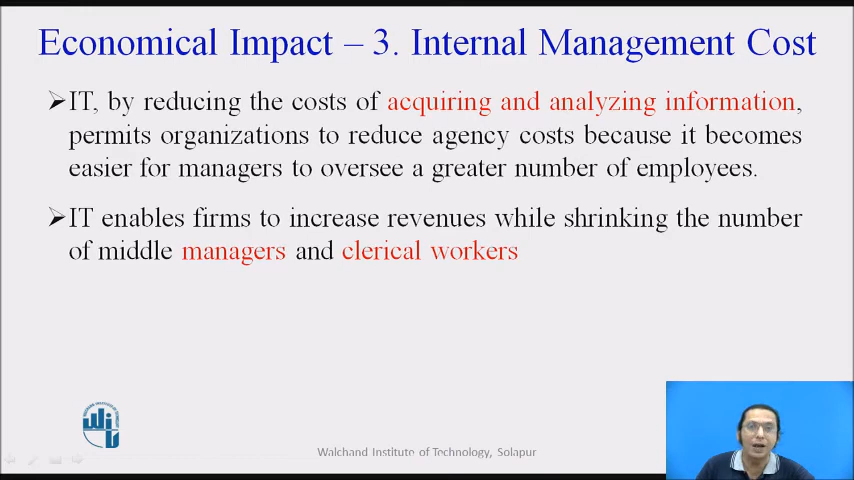 Economical Impact – 3. Internal Management Cost
➢IT, by reducing the costs of acquiring and analyzing information,
permits organizations to reduce agency costs because it becomes
easier for managers to oversee a greater number of employees.
➢IT enables firms to increase revenues while shrinking the number
of middle managers and clerical workers
Walchand Institute of Technology, Solapur